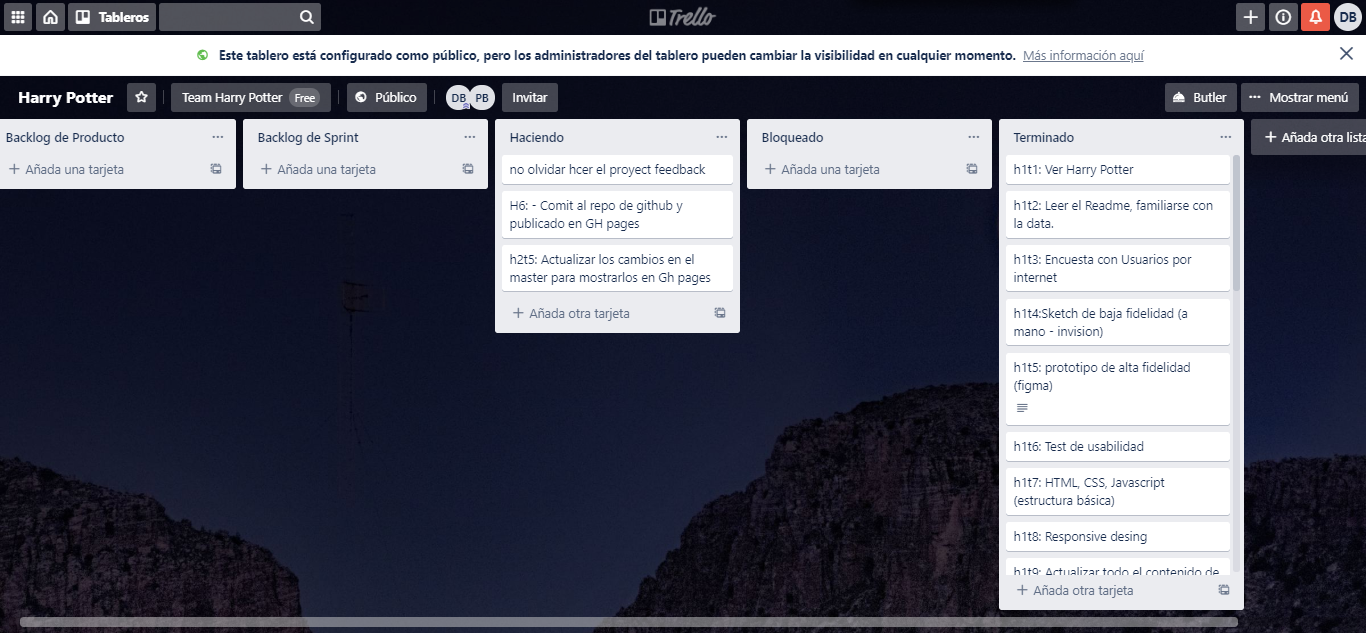 Tableros
Trello
DB
Este tablero está configurado como público, pero los administradores del tablero pueden cambiar la visibilidad en cualquier momento. Más información aquí
Harry Potter
Team Harry Potter Free
Público
DB PB
Invitar
Butler
Mostrar menú
Backlog de Producto
Añada una tarjeta
Backlog de Sprint
Añada una tarjeta
Haciendo
no olvidar hcer el proyect feedback
H6: - Comit al repo de github y
publicado en GH pages
h2t5: Actualizar los cambios en el
master para mostrarlos en Gh pages
Añada otra tarjeta
Bloqueado
Añada una tarjeta
Terminado
h1t1: Ver Harry Potter
h1t2: Leer el Readme, familiarse con
la data.
h1t3: Encuesta con Usuarios por
internet
h1t4:Sketch de baja fidelidad (a
mano - invision)
h1t5: prototipo de alta fidelidad
(figma)
h1t6: Test de usabilidad
h1t7: HTML, CSS, Javascript
(estructura básica)
h1t8: Responsive desing
h1t9: Actualizar todo el contenido de
Añada otra tarjeta
Añada otra lista